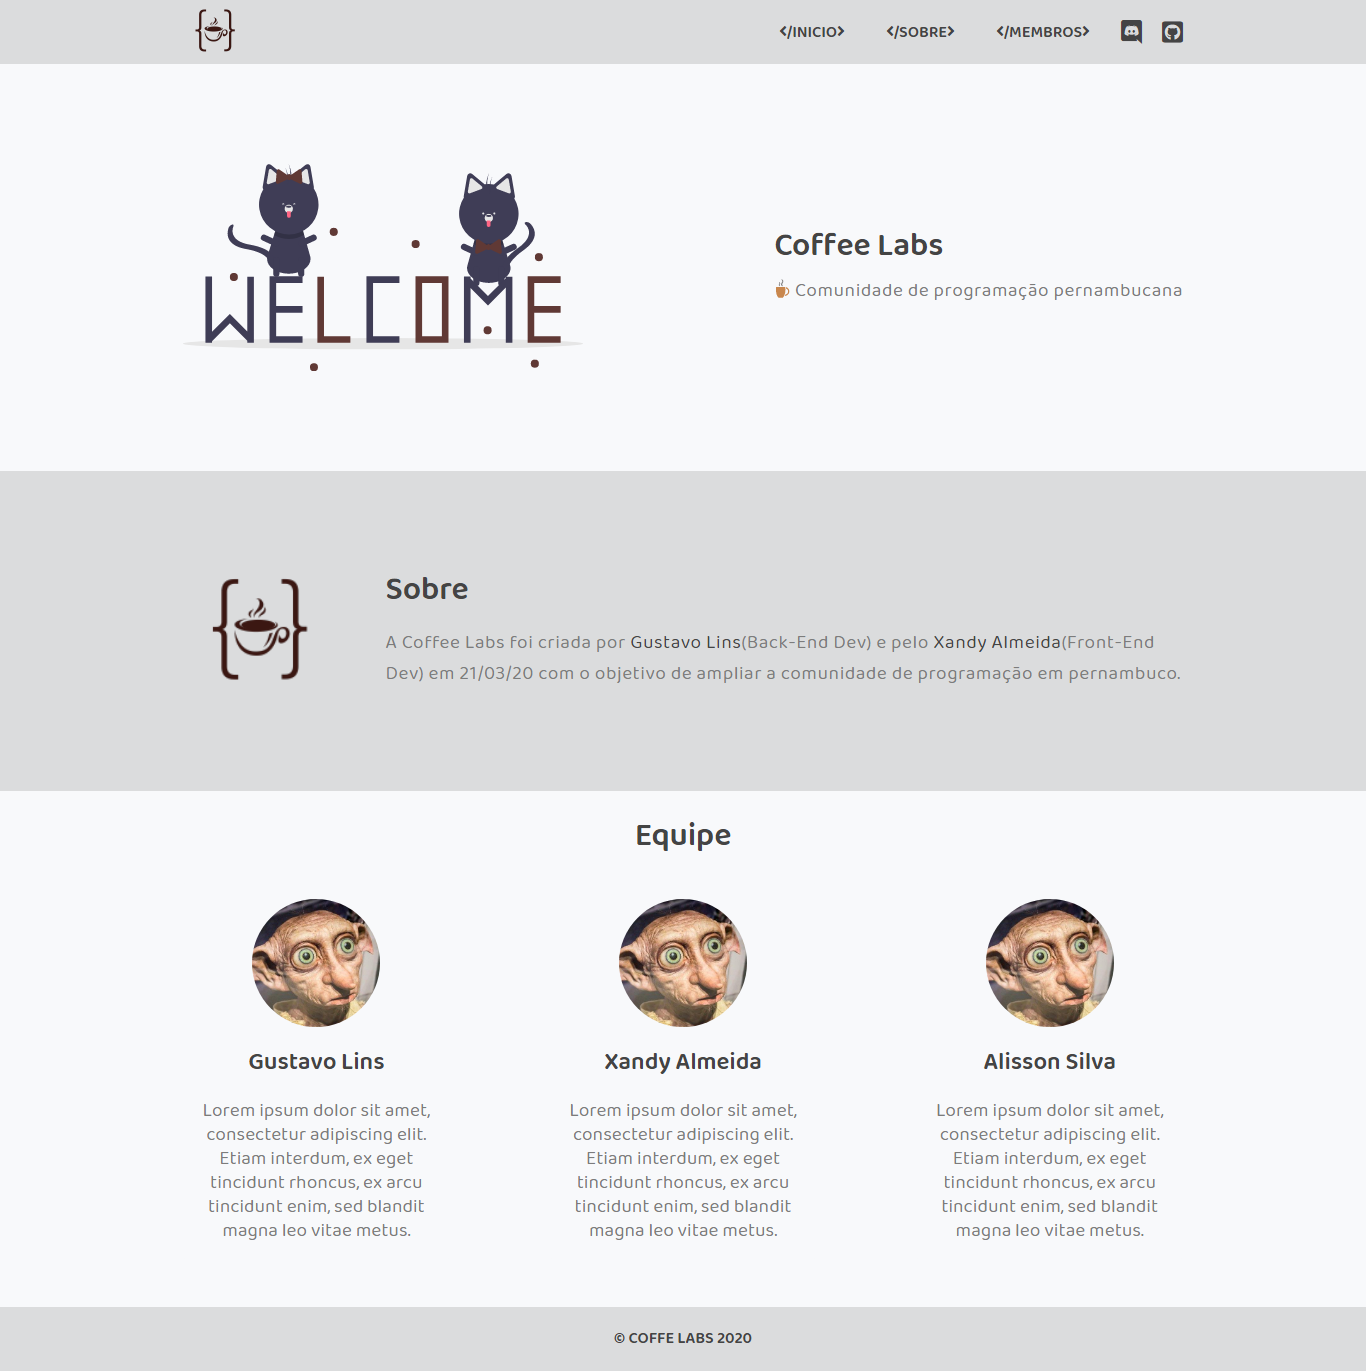 </INICIO>
</SOBRE>
</MEMBROS>
WELCOME
Coffee Labs
Comunidade de programação pernambucana
Sobre
A Coffee Labs foi criada por Gustavo Lins(Back-End Dev) e pelo Xandy Almeida(Front-End
Dev) em 21/03/20 com o objetivo de ampliar a comunidade de programação em pernambuco.
Equipe
Gustavo Lins
Lorem ipsum dolor sit amet,
consectetur adipiscing elit.
Etiam interdum, ex eget
tincidunt rhoncus, ex arcu
tincidunt enim, sed blandit
magna leo vitae metus.
Xandy Almeida
Lorem ipsum dolor sit amet,
consectetur adipiscing elit.
Etiam interdum, ex eget
tincidunt rhoncus, ex arcu
tincidunt enim, sed blandit
magna leo vitae metus.
Alisson Silva
Lorem ipsum dolor sit amet,
consectetur adipiscing elit.
Etiam interdum, ex eget
tincidunt rhoncus, ex arcu
tincidunt enim, sed blandit
magna leo vitae metus.
© COFFE LABS 2020